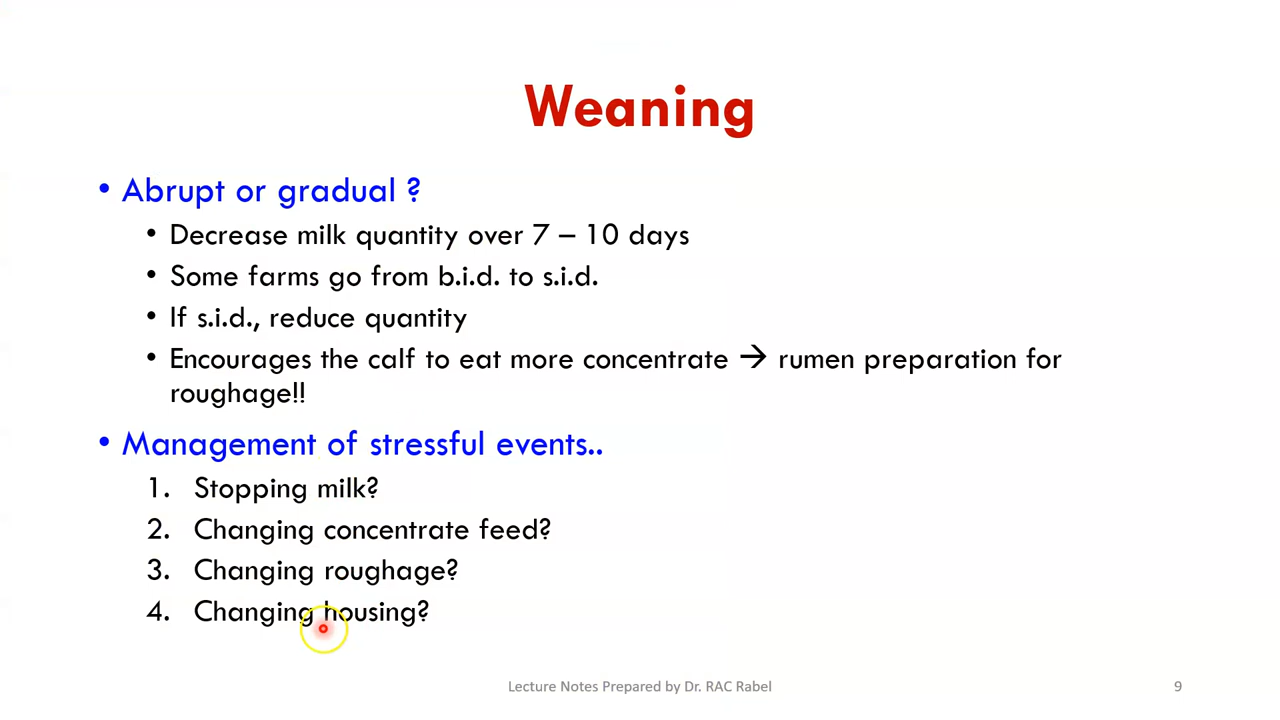 Weaning
• Abrupt or gradual ?
• Decrease milk quantity over 7 – 10 days
• Some farms go from b.i.d. to s.i.d.
• If s.i.d., reduce quantity
• Encourages the calf to eat more concentrate → rumen preparation for
roughage!!
• Management of stressful events..
1. Stopping milk?
2. Changing concentrate feed?
3. Changing roughage?
4. Changing housing?
Lecture Notes Prepared by Dr. RAC Rabel
9